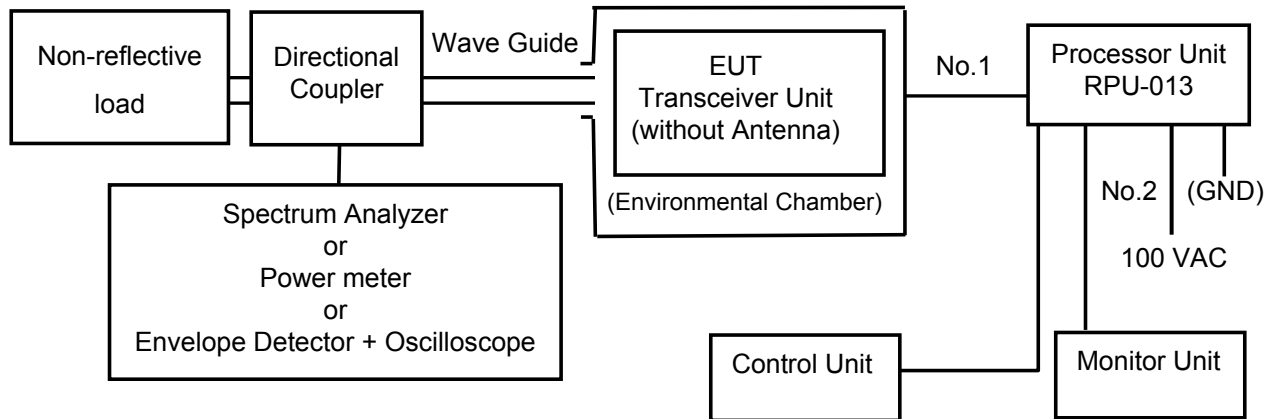 Non-reflective
load
Directional
Coupler
Wave Guide
EUT
Transceiver Unit
(without Antenna)
(Environmental Chamber)
No.1
Processor Unit
RPU-013
No.2
(GND)
100 VAC
Spectrum Analyzer
or
Power meter
or
Envelope Detector + Oscilloscope
Control Unit
Monitor Unit